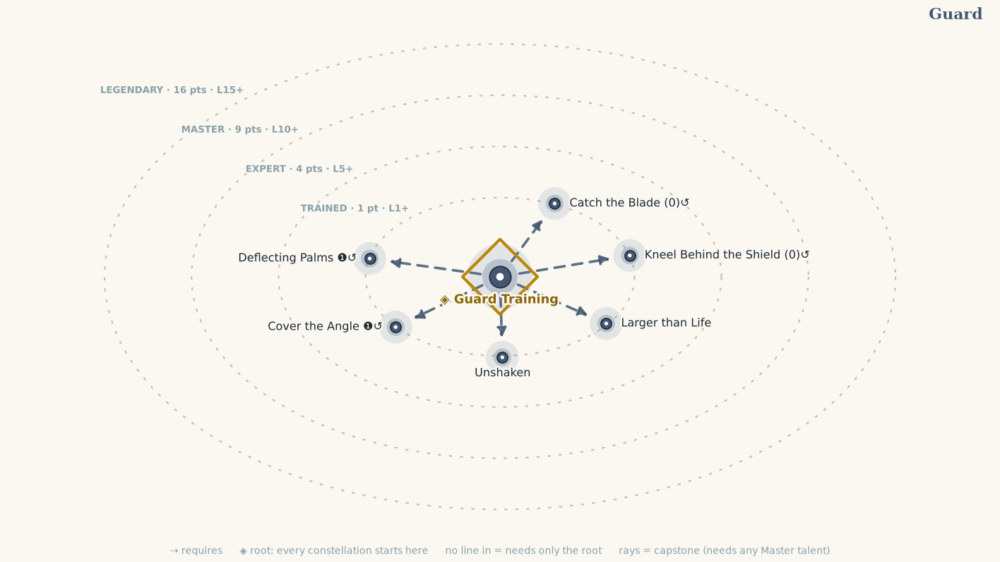 Guard
LEGENDARY · 16 pts · L15+
MASTER · 9 pts · L10+
EXPERT · 4 pts · L5+
TRAINED · 1 pt · L1+
Catch the Blade (0)↺
Kneel Behind the Shield (0)↺
Deflecting Palms ❶↺
◈ Guard Training
Cover the Angle ❶↺
Larger than Life
Unshaken
⇢ requires ◈ root: every constellation starts here no line in = needs only the root rays = capstone (needs any Master talent)